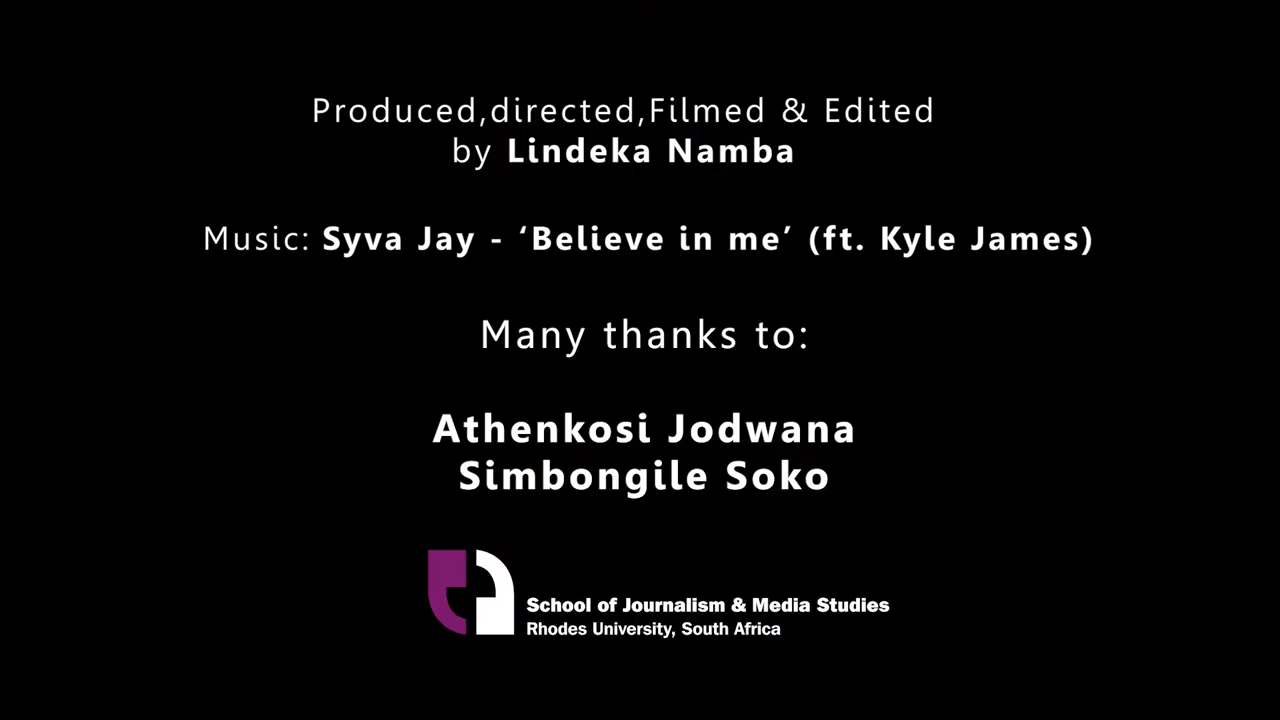 Produced,directed,Filmed & Edited
by Lindeka Namba
Music: Syva Jay - ‘Believe in me’ (ft. Kyle James)
Many thanks to:
Athenkosi Jodwana
Simbongile Soko
School of Journalism & Media Studies
Rhodes University, South Africa